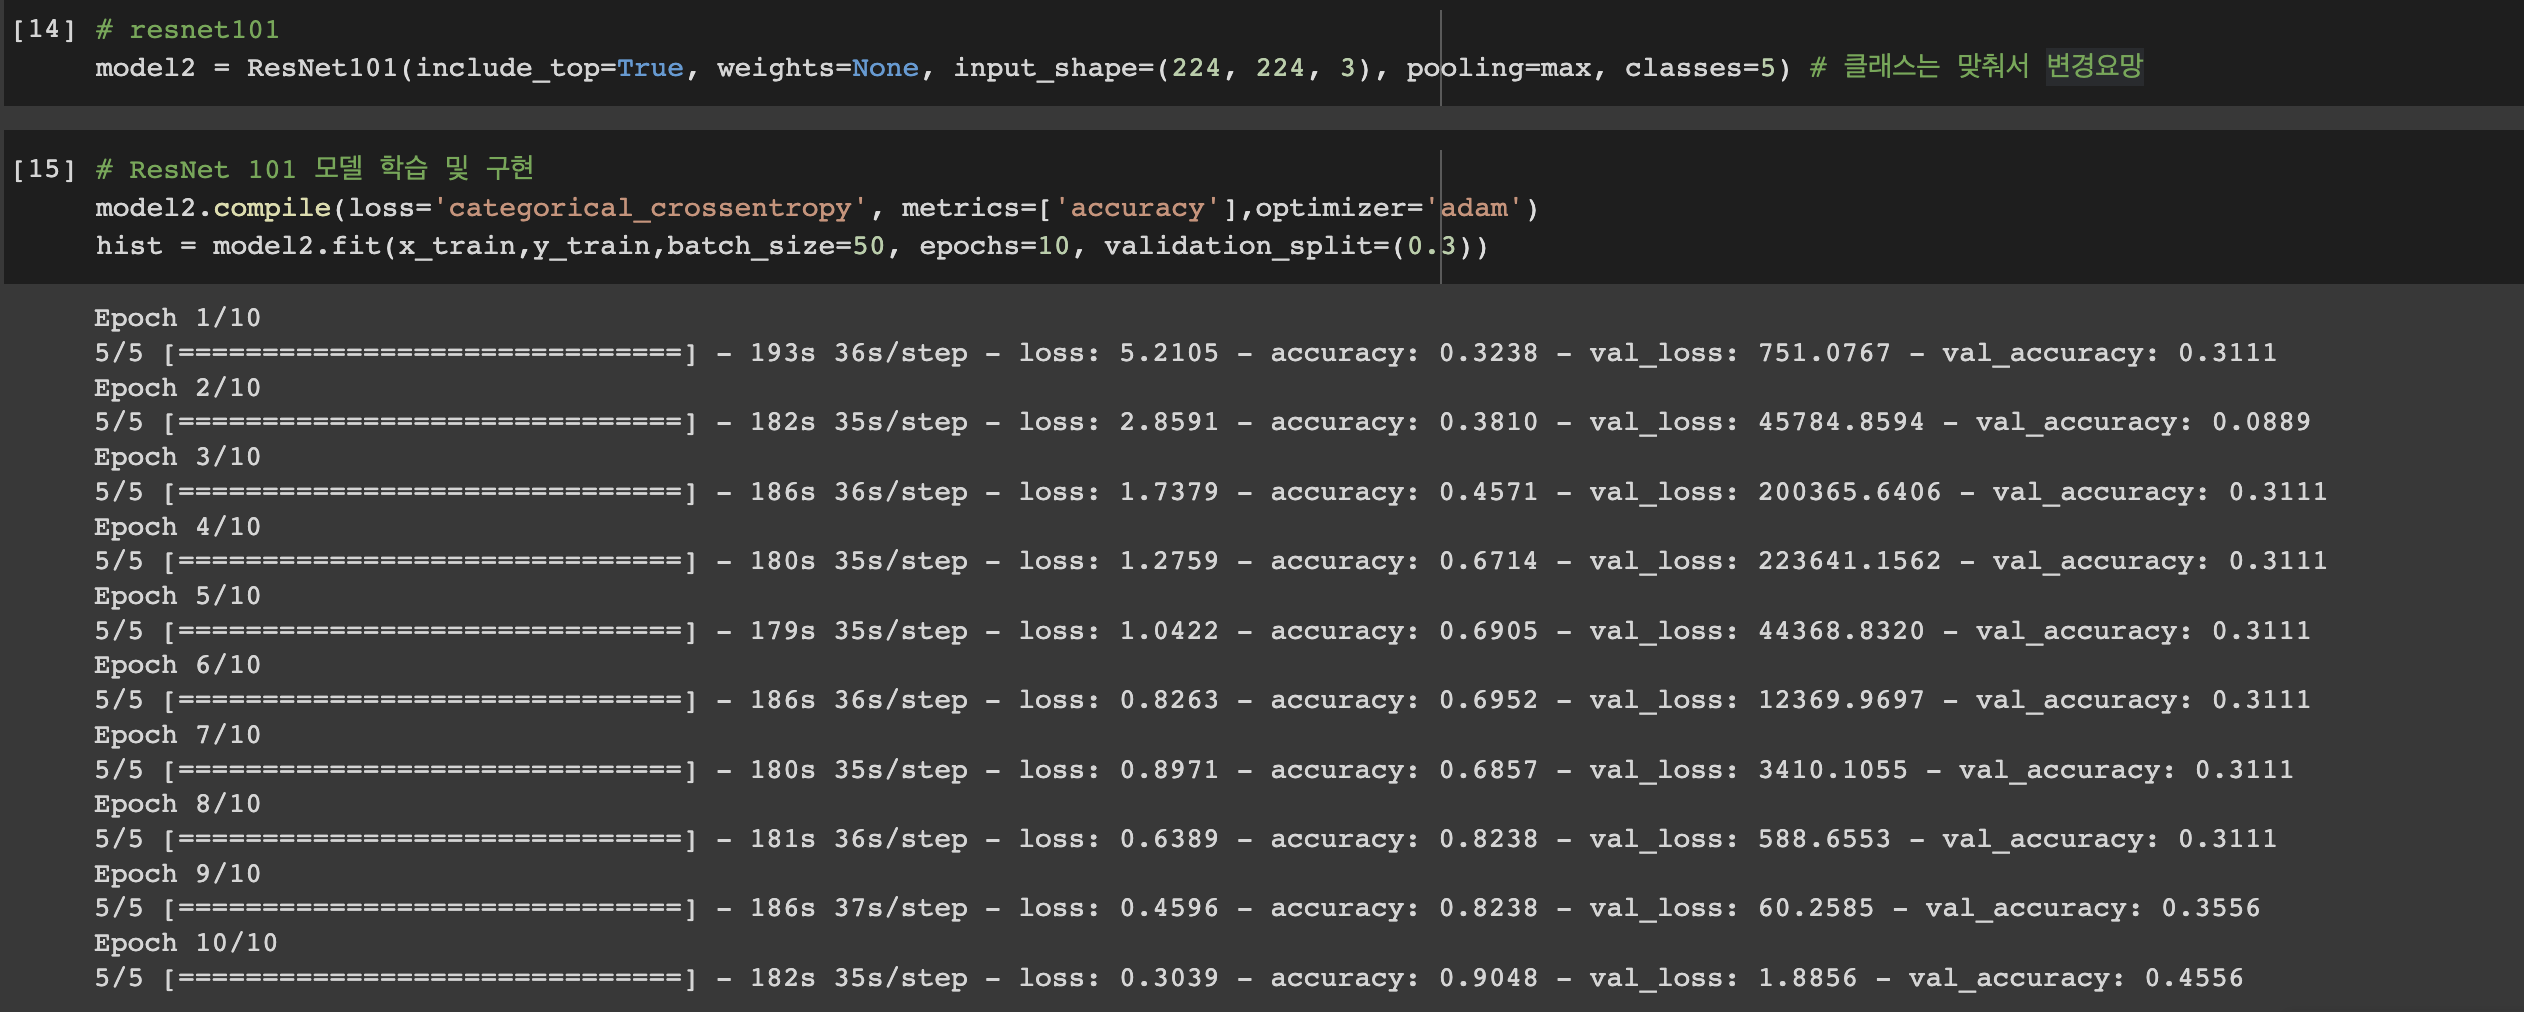 [14] # resnet101
model2 = ResNet101(include_top=True, weights=None, input_shape=(224, 224, 3), pooling=max, classes=5) # 클래스는 맞춰서 변경요망
[15] # ResNet 101 모델 학습 및 구현
model2.compile(loss='categorical_crossentropy', metrics=['accuracy'],optimizer='adam')
hist = model2.fit(x_train,y_train,batch_size=50, epochs=10, validation_split=(0.3))
Epoch 1/10
5/5 [==============================] - 193s 36s/step - loss: 5.2105 - accuracy: 0.3238 - val_loss: 751.0767 - val_accuracy: 0.3111
Epoch 2/10
5/5 [==============================] - 182s 35s/step - loss: 2.8591 - accuracy: 0.3810 - val_loss: 45784.8594 - val_accuracy: 0.0889
Epoch 3/10
5/5 [==============================] - 186s 36s/step - loss: 1.7379 - accuracy: 0.4571 - val_loss: 200365.6406 - val_accuracy: 0.3111
Epoch 4/10
5/5 [==============================] - 180s 35s/step - loss: 1.2759 - accuracy: 0.6714 - val_loss: 223641.1562 - val_accuracy: 0.3111
Epoch 5/10
5/5 [==============================] - 179s 35s/step - loss: 1.0422 - accuracy: 0.6905 - val_loss: 44368.8320 - val_accuracy: 0.3111
Epoch 6/10
5/5 [==============================] - 186s 36s/step - loss: 0.8263 - accuracy: 0.6952 - val_loss: 12369.9697 - val_accuracy: 0.3111
Epoch 7/10
5/5 [==============================] - 180s 35s/step - loss: 0.8971 - accuracy: 0.6857 - val_loss: 3410.1055 - val_accuracy: 0.3111
Epoch 8/10
5/5 [==============================] - 181s 36s/step - loss: 0.6389 - accuracy: 0.8238 - val_loss: 588.6553 - val_accuracy: 0.3111
Epoch 9/10
5/5 [==============================] - 186s 37s/step - loss: 0.4596 - accuracy: 0.8238 - val_loss: 60.2585 - val_accuracy: 0.3556
Epoch 10/10
5/5 [==============================] - 182s 35s/step - loss: 0.3039 - accuracy: 0.9048 - val_loss: 1.8856 - val_accuracy: 0.4556